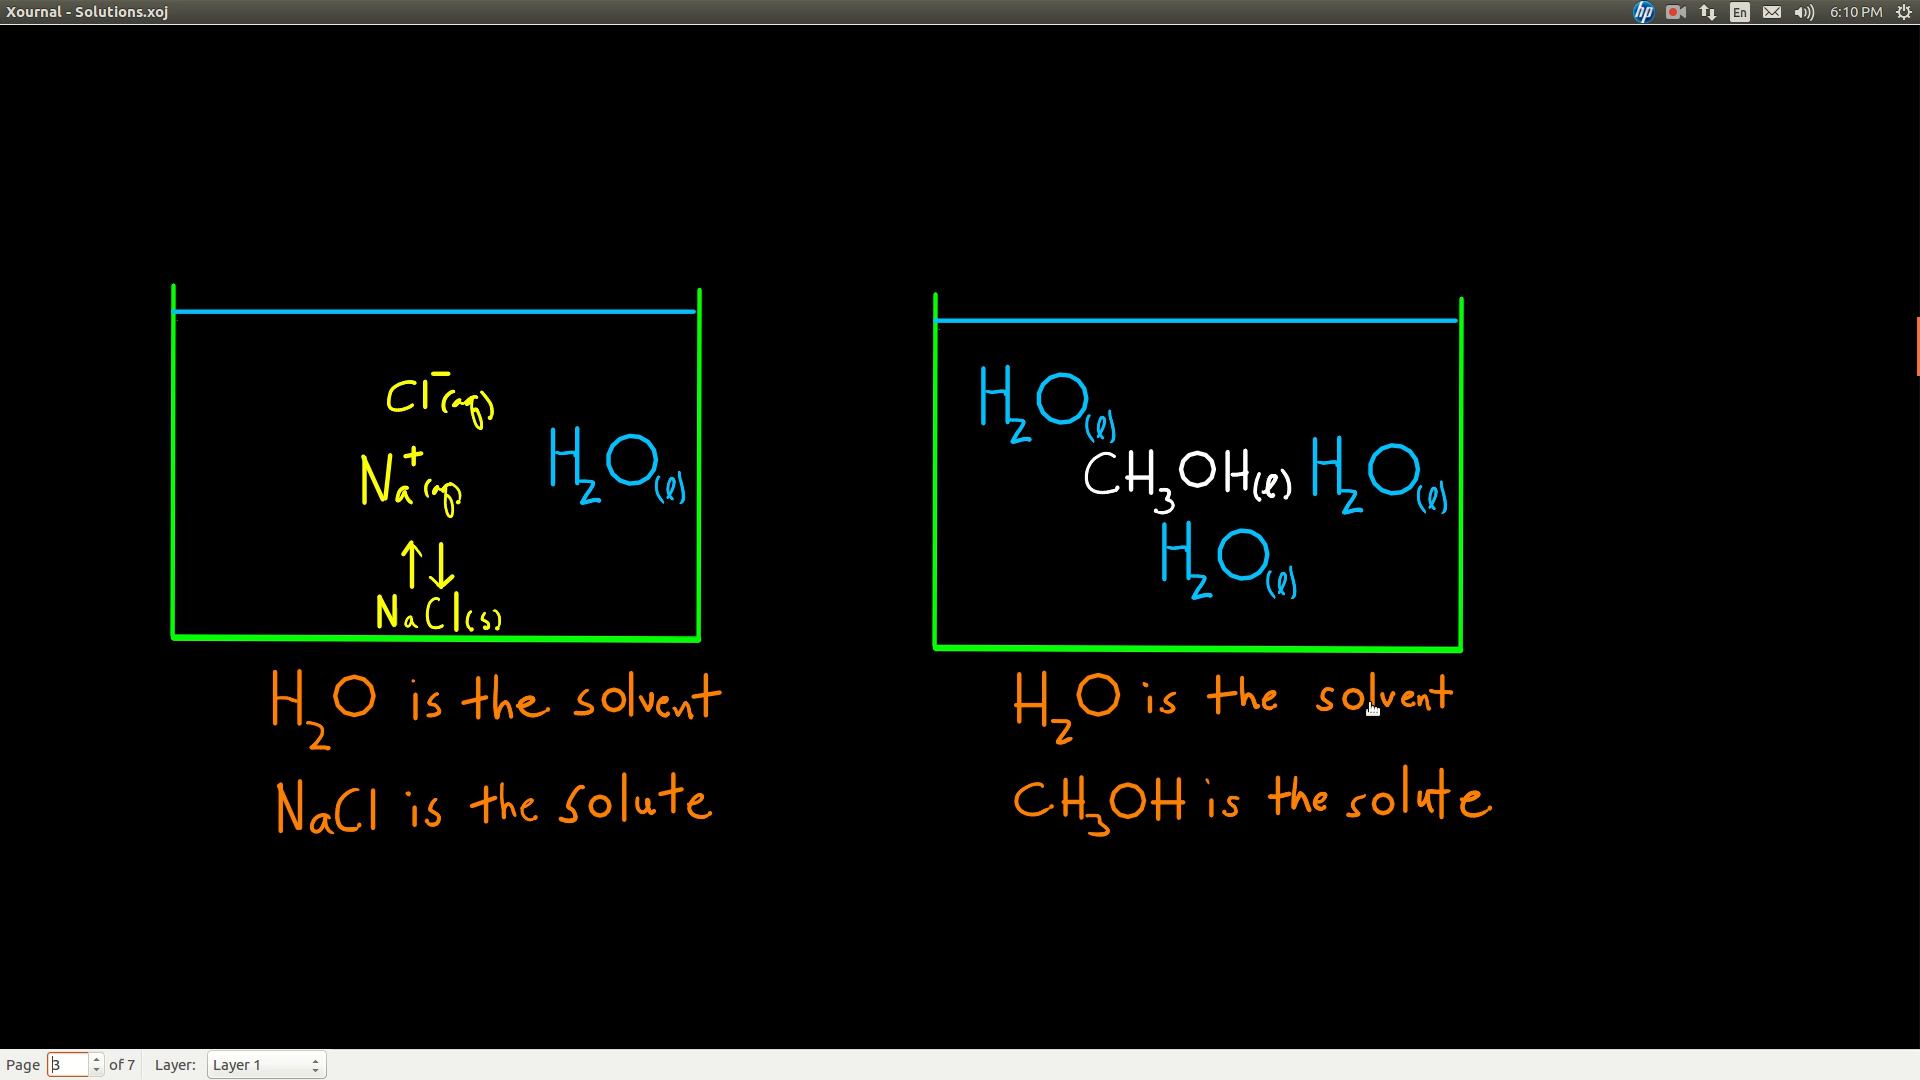 Xournal - Solutions.xoj
hp
En
6:10 PM
Cl⁻(aq)
Na⁺(aq)
H₂O(l)
NaCl(s)
H₂O is the solvent
NaCl is the solute
H₂O(l)
CH₃OH(l) H₂O(l)
H₂O(l)
H₂O is the solvent
CH₃OH is the solute
Page 3 of 7 Layer: Layer 1